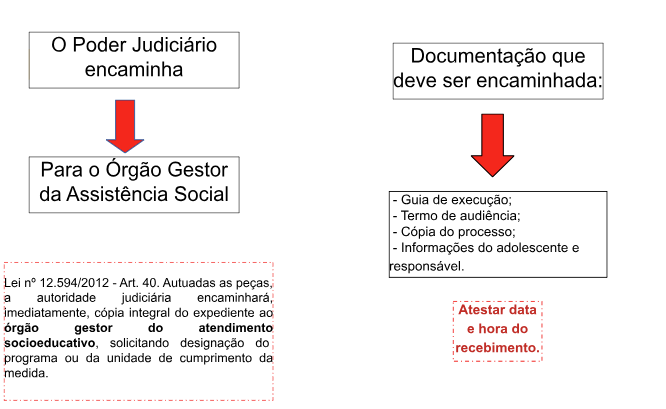 O Poder Judiciário
encaminha
Para o Órgão Gestor
da Assistência Social
Lei nº 12.594/2012 - Art. 40. Autuadas as peças,
a autoridade judiciária encaminhará,
imediatamente, cópia integral do expediente ao
órgão gestor do atendimento
socioeducativo, solicitando designação do
programa ou da unidade de cumprimento da
medida.
Documentação que
deve ser encaminhada:
- Guia de execução;
- Termo de audiência;
- Cópia do processo;
- Informações do adolescente e
responsável.
Atestar data
e hora do
recebimento.